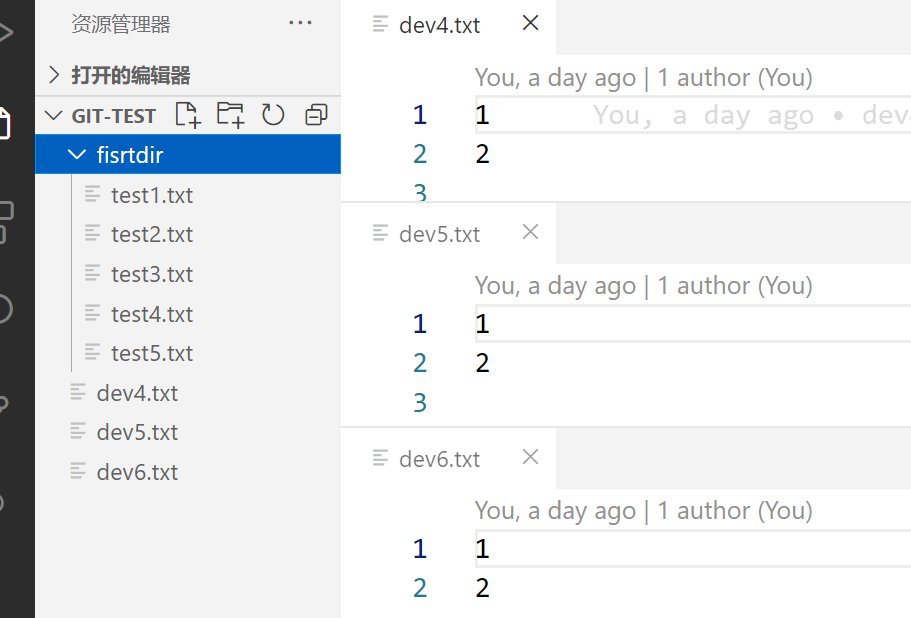 资源管理器
打开的编辑器
GIT-TEST
fisrtdir
test1.txt
test2.txt
test3.txt
test4.txt
test5.txt
dev4.txt
dev5.txt
dev6.txt
dev4.txt
You, a day ago | 1 author (You)
1 1 You, a day ago • dev
2 2
3
dev5.txt
You, a day ago | 1 author (You)
1 1
2 2
3
dev6.txt
You, a day ago | 1 author (You)
1 1
2 2